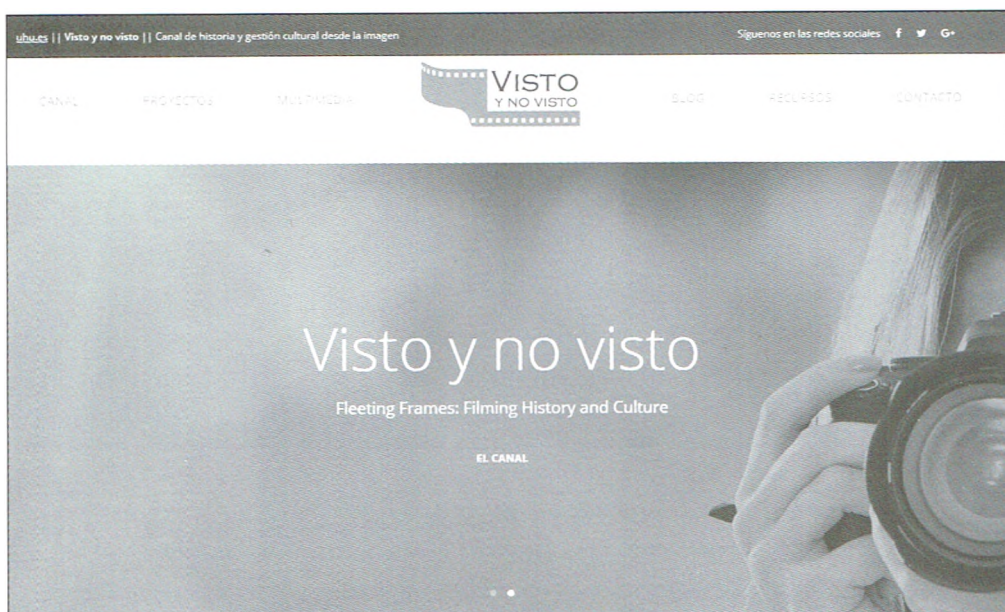 uhu.es || Visto y no visto || Canal de historia y gestión cultural desde la imagen
Síguenos en las redes sociales f G+
CANAL PROYECTOS MULTIMEDIA VISTO Y NO VISTO BLOG RECURSOS CONTACTO
Visto y no visto
Fleeting Frames: Filming History and Culture
EL CANAL